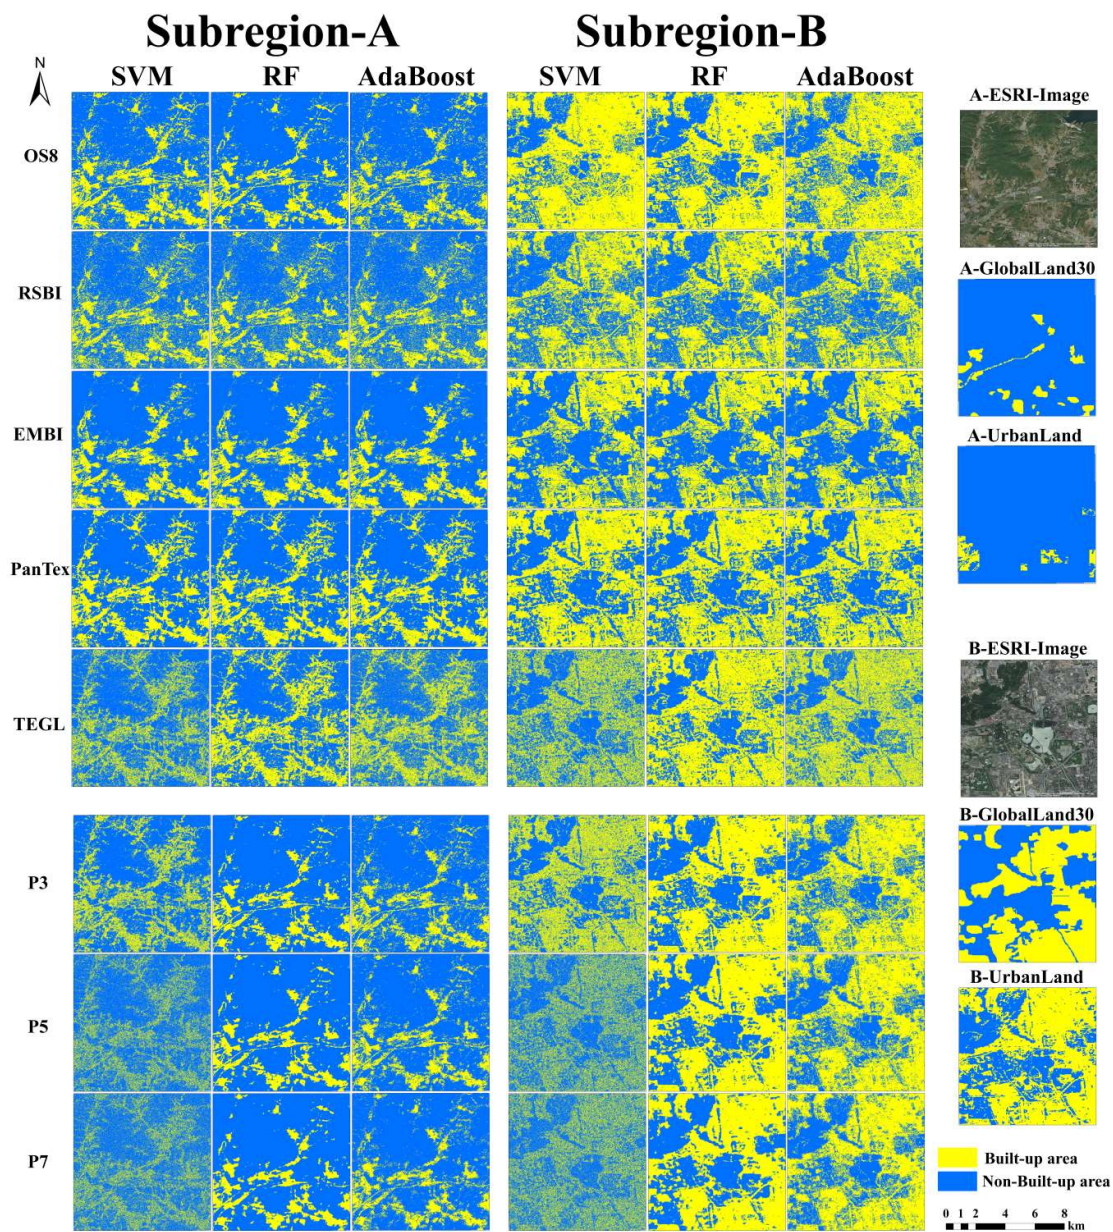 Subregion-A
Subregion-B
N
SVM RF AdaBoost
SVM RF AdaBoost
OS8
RSBI
EMBI
PanTex
TEGL
P3
P5
P7
A-ESRI-Image
A-GlobalLand30
A-UrbanLand
B-ESRI-Image
B-GlobalLand30
B-UrbanLand
Built-up area
Non-Built-up area
0 1 2 4 6 8
km